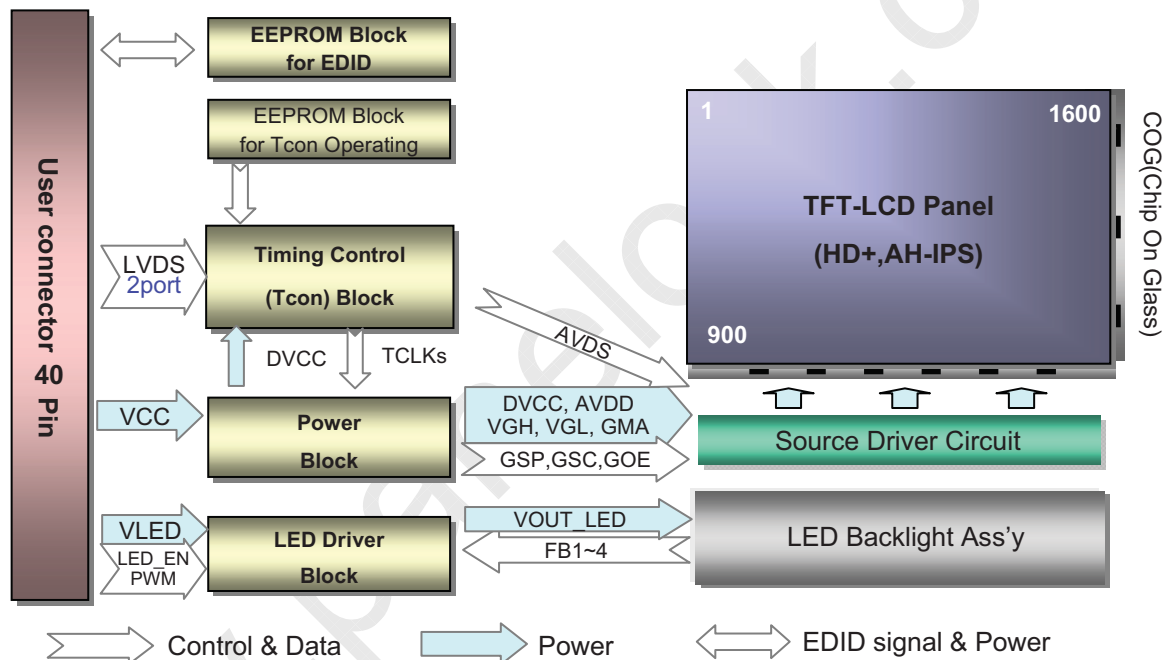 EEPROM Block
for EDID
EEPROM Block
for Tcon Operating
User connector 40 Pin
LVDS
2port
Timing Control
(Tcon) Block
DVCC
TCLKs
AVDS
1
1600
TFT-LCD Panel
(HD+,AH-IPS)
900
COG(Chip On Glass)
VCC
Power
Block
DVCC, AVDD
VGH, VGL, GMA
GSP,GSC,GOE
Source Driver Circuit
VLED
LED_EN
PWM
LED Driver
Block
VOUT_LED
FB1~4
LED Backlight Ass'y
Control & Data
Power
EDID signal & Power